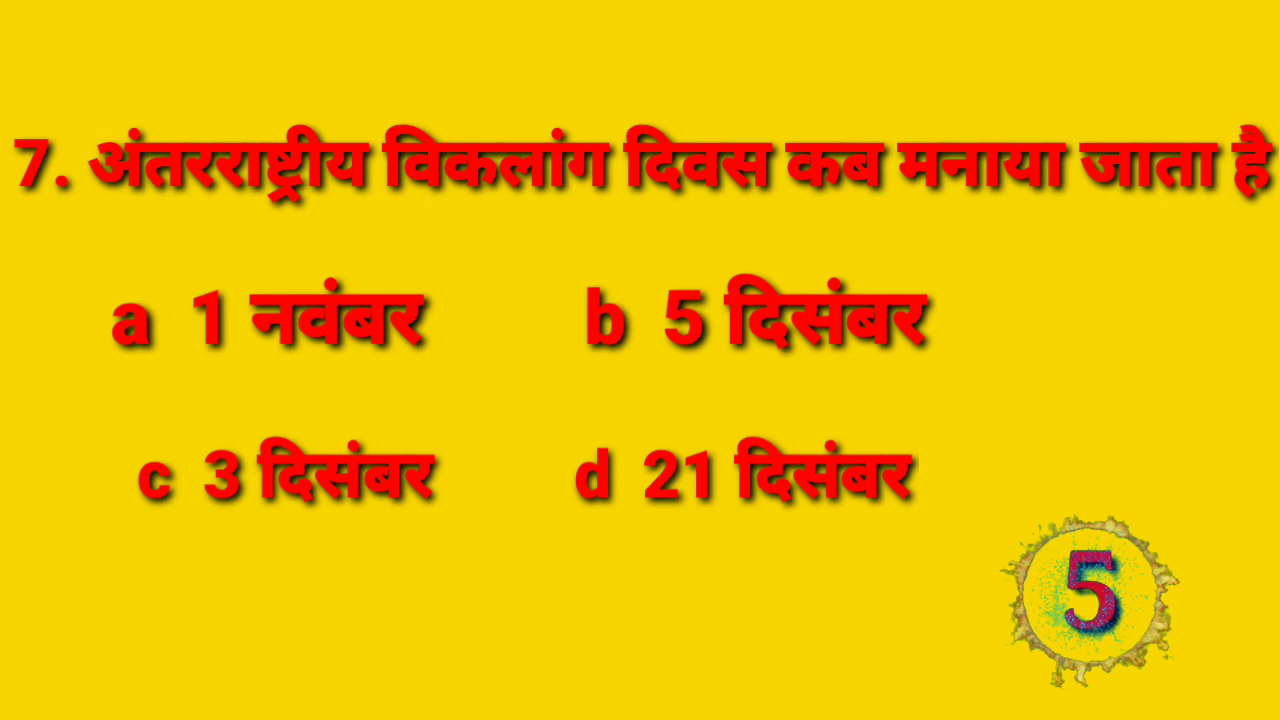 7. अंतरराष्ट्रीय विकलांग दिवस कब मनाया जाता है
a 1 नवंबर b 5 दिसंबर
c 3 दिसंबर d 21 दिसंबर
5